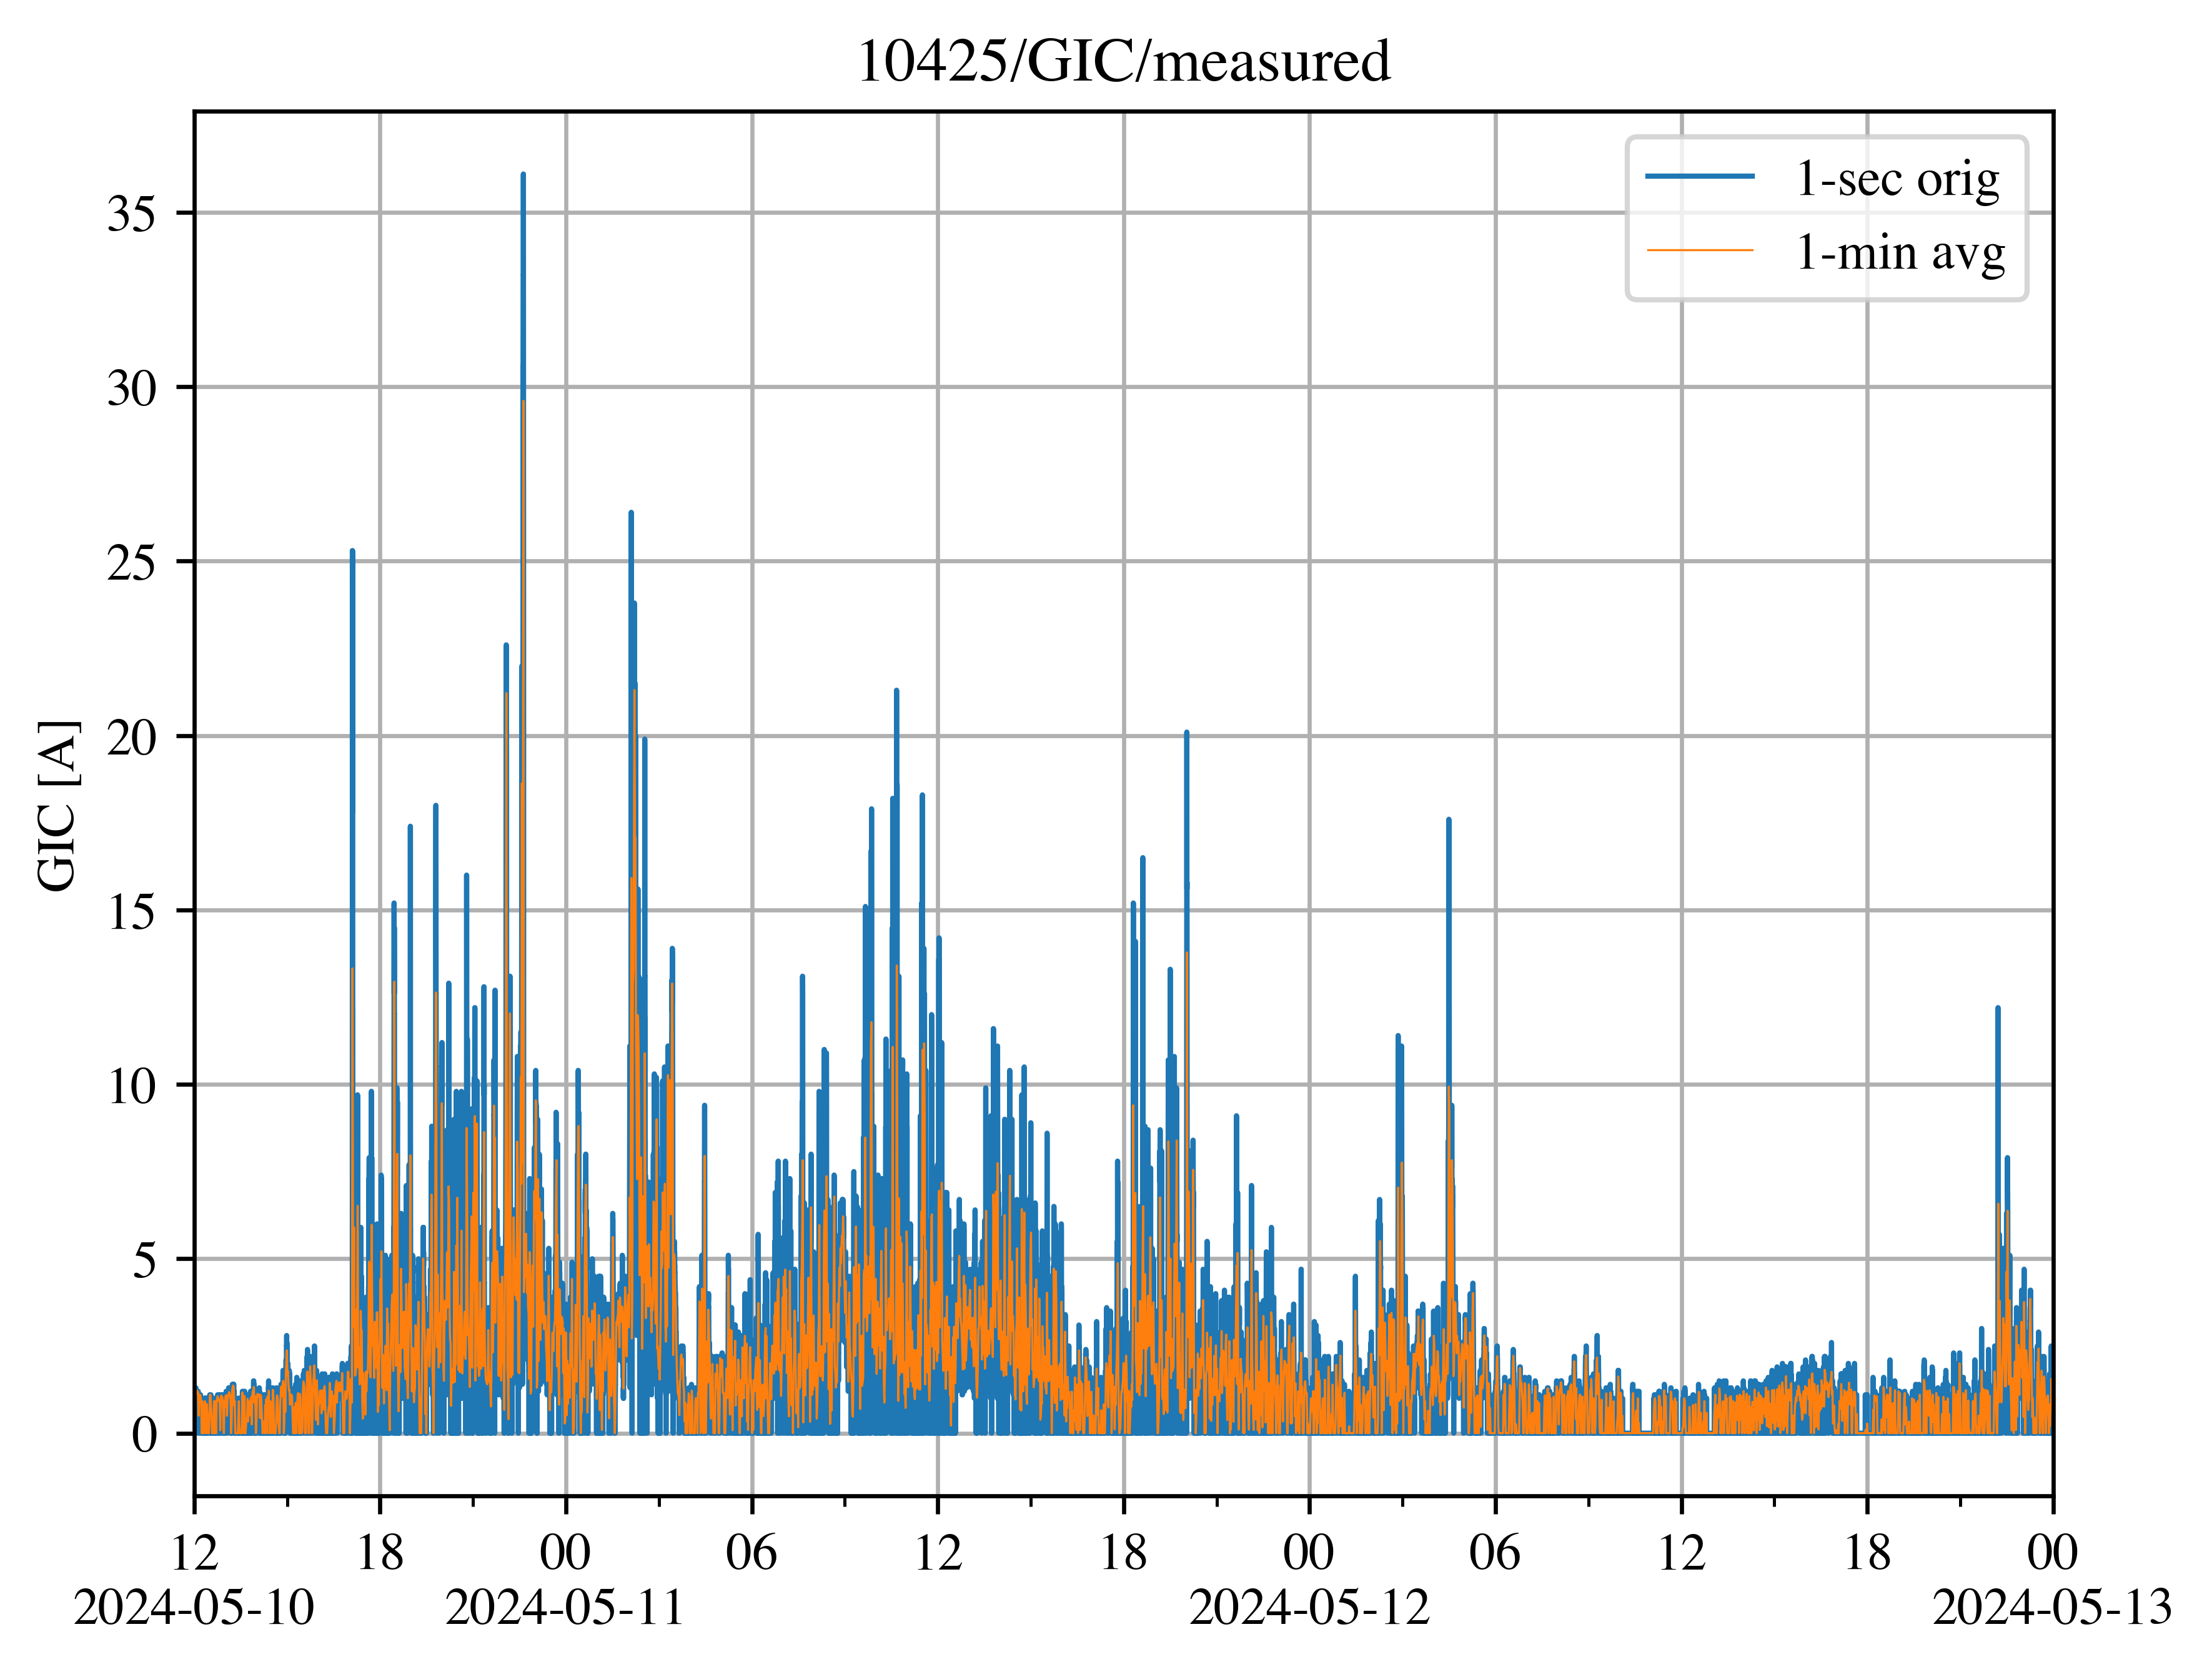 10425/GIC/measured
1-sec orig
1-min avg
GIC [A]
35
30
25
20
15
10
5
0
12 18 00 06 12 18 00 06 12 18 00
2024-05-10 2024-05-11 2024-05-12 2024-05-13